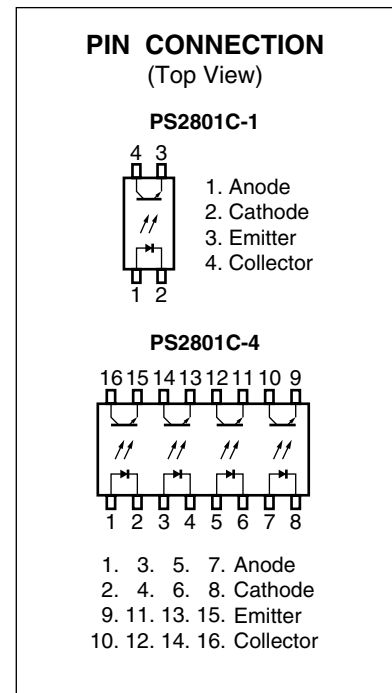 PIN CONNECTION
(Top View)
PS2801C-1
4 3
1. Anode
2. Cathode
3. Emitter
4. Collector
1 2
PS2801C-4
16 15 14 13 12 11 10 9
1 2 3 4 5 6 7 8
1. 3. 5. 7. Anode
2. 4. 6. 8. Cathode
9. 11. 13. 15. Emitter
10. 12. 14. 16. Collector